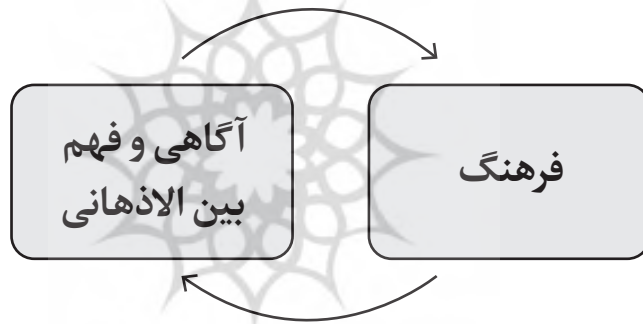 فرهنگ
آگاهی و فهم
بین الاذهانی